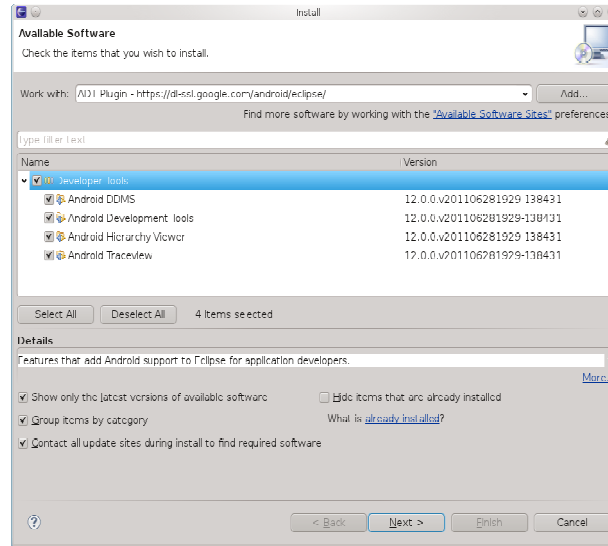 Install
Available Software
Check the items that you wish to install.
Work with: ADT Plugin - https://dl-ssl.google.com/android/eclipse/
Add...
Find more software by working with the "Available Software Sites" preferences
type filter text
Name Version
Developer Tools
Android DDMS 12.0.0.v201106281929-138431
Android Development Tools 12.0.0.v201106281929-138431
Android Hierarchy Viewer 12.0.0.v201106281929-138431
Android Traceview 12.0.0.v201106281929-138431
Select All Deselect All 4 items selected
Details
Features that add Android support to Eclipse for application developers.
More.
Show only the latest versions of available software Hide items that are already installed
Group items by category What is already installed?
Contact all update sites during install to find required software
? < Back Next > Finish Cancel